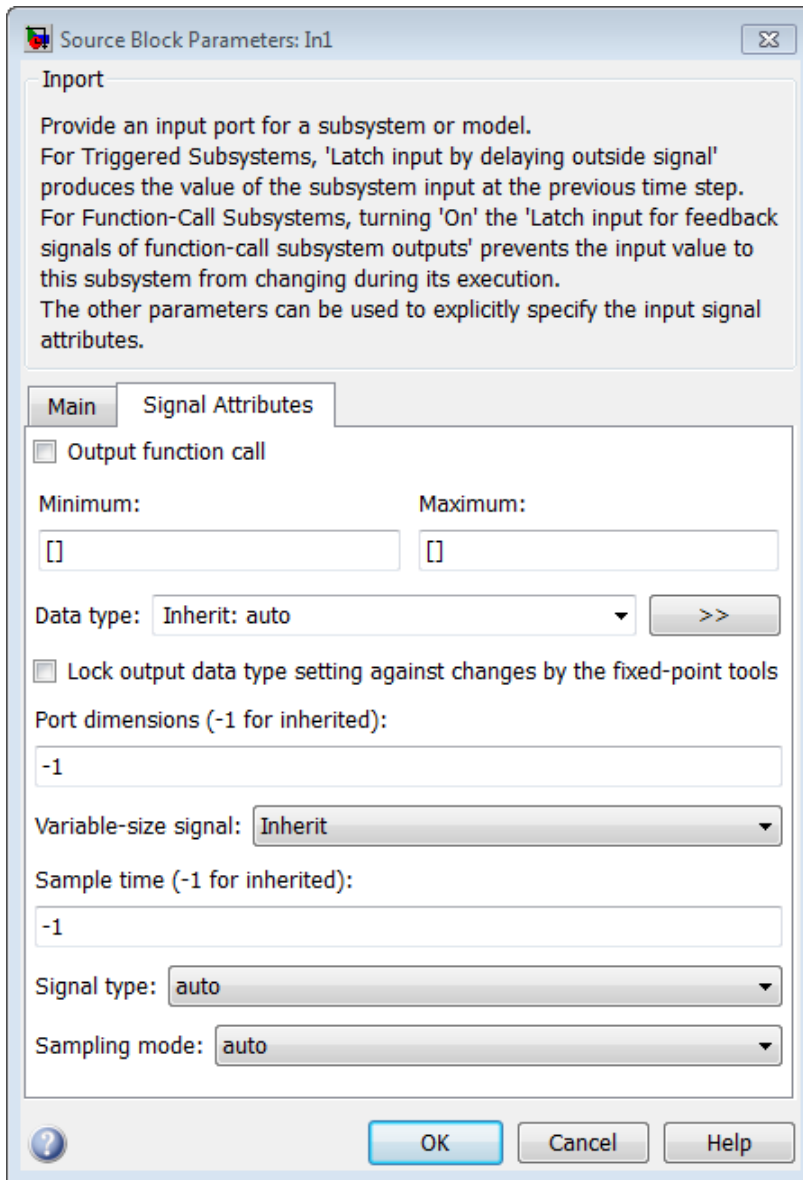 Source Block Parameters: In1
Inport
Provide an input port for a subsystem or model.
For Triggered Subsystems, 'Latch input by delaying outside signal'
produces the value of the subsystem input at the previous time step.
For Function-Call Subsystems, turning 'On' the 'Latch input for feedback
signals of function-call subsystem outputs' prevents the input value to
this subsystem from changing during its execution.
The other parameters can be used to explicitly specify the input signal
attributes.
Main Signal Attributes
Output function call
Minimum: Maximum:
[] []
Data type: Inherit: auto >>
Lock output data type setting against changes by the fixed-point tools
Port dimensions (-1 for inherited):
-1
Variable-size signal: Inherit
Sample time (-1 for inherited):
-1
Signal type: auto
Sampling mode: auto
? OK Cancel Help